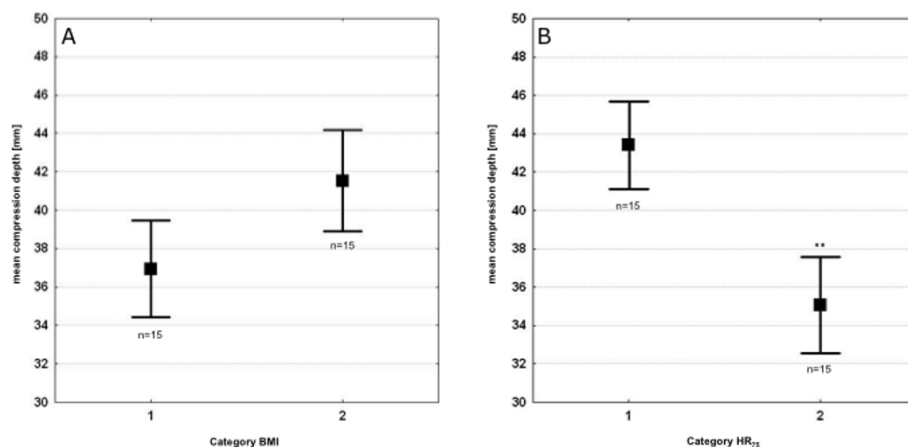 A
mean compression depth [mm]
50
48
46
44
42
40
38
36
34
32
30
n=15
n=15
1
2
Category BMI
B
mean compression depth [mm]
50
48
46
44
42
40
38
36
34
32
30
n=15
**
n=15
1
2
Category HR₇₅